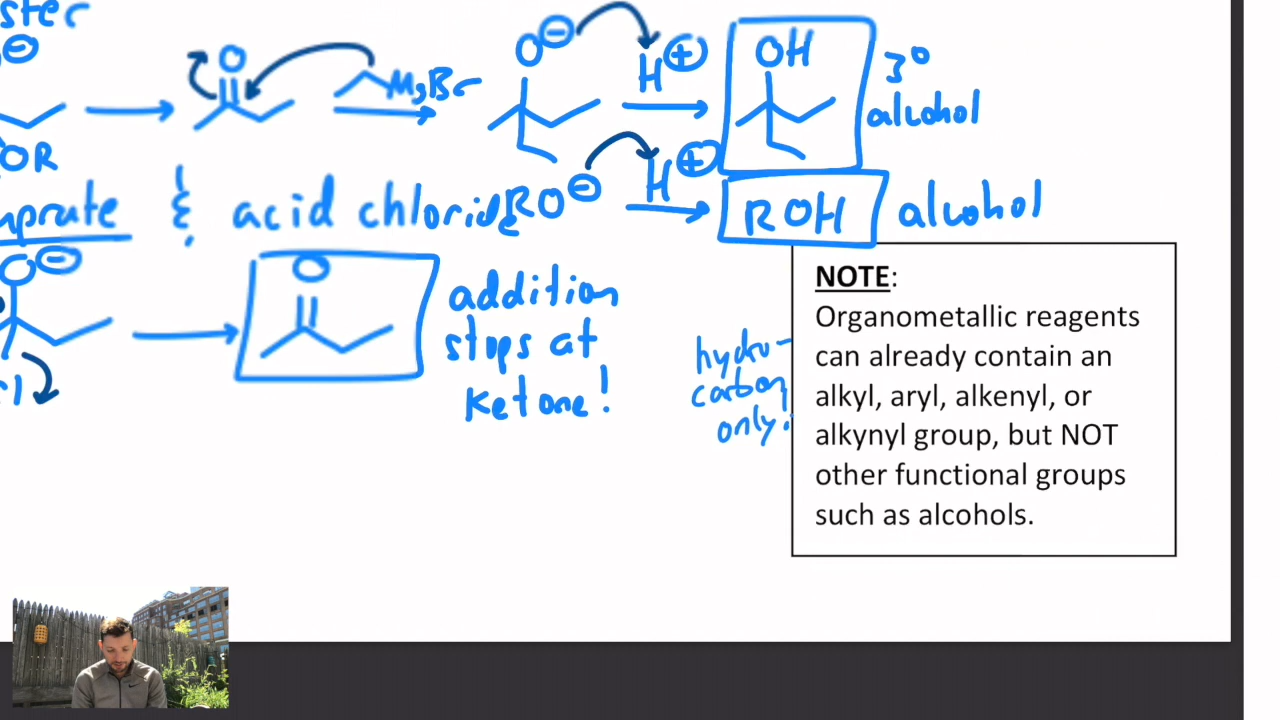 ster
⊖
O
O⊖
H⊕
OH
3°
MgBr
alcohol
OR
RO⊖
H⊕
ROH
alcohol
uprate & acid chloride
O⊖
O
addition
stops at
ketone!
Cl
hydro-
carbon
only!
NOTE:
Organometallic reagents
can already contain an
alkyl, aryl, alkenyl, or
alkynyl group, but NOT
other functional groups
such as alcohols.